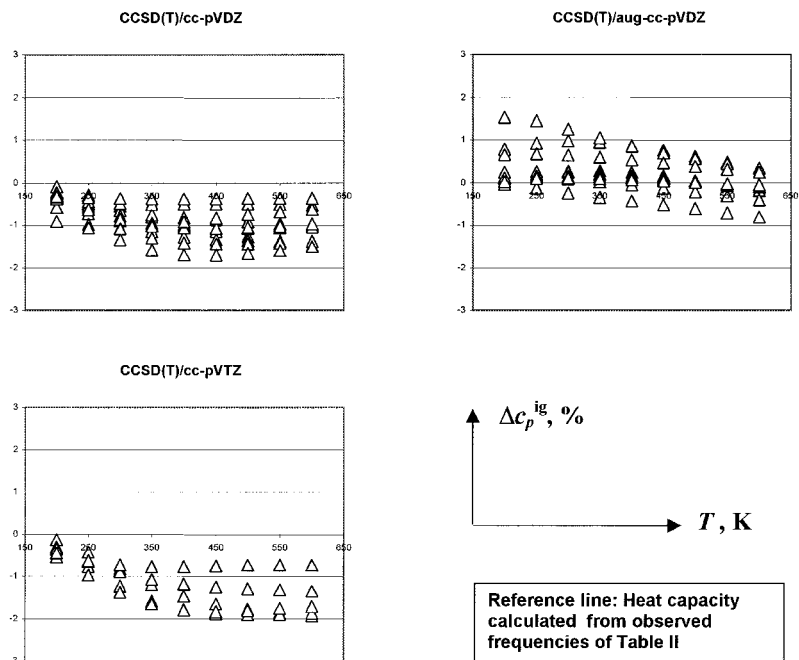 CCSD(T)/cc-pVDZ
3
2
1
0
150 250 350 450 550 650
-1
-2
-3
CCSD(T)/aug-cc-pVDZ
3
2
1
0
150 250 350 450 550 650
-1
-2
-3
CCSD(T)/cc-pVTZ
3
2
1
0
150 250 350 450 550 650
-1
-2
-3
Δc_p^ig, %
T, K
Reference line: Heat capacity
calculated from observed
frequencies of Table II